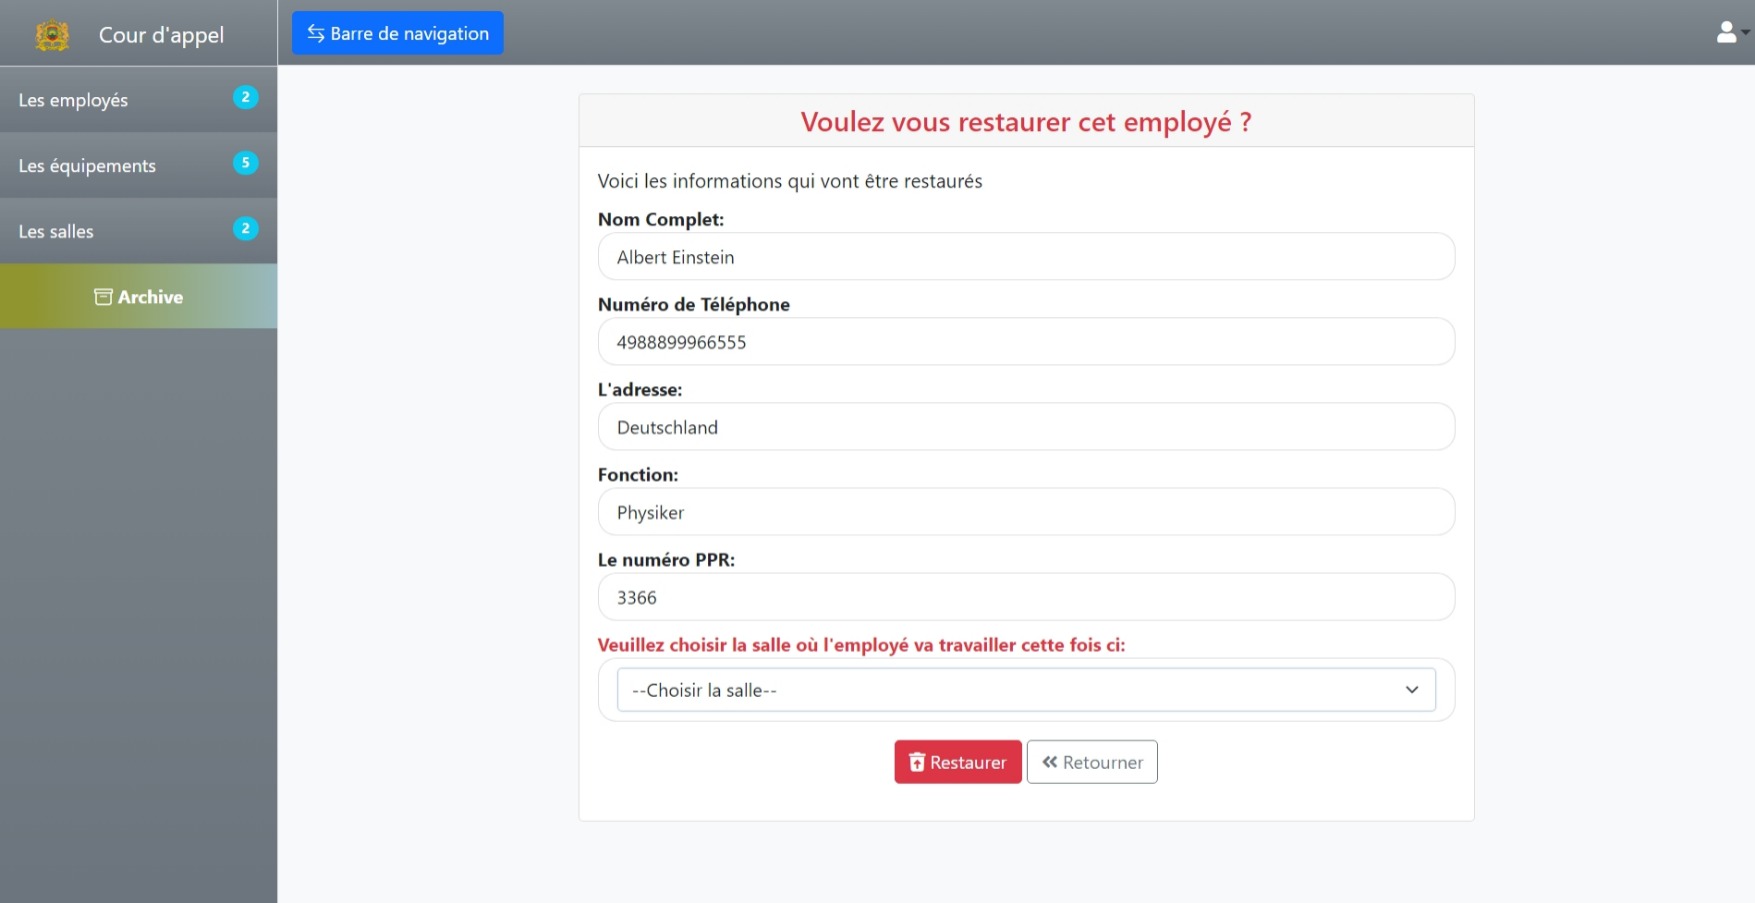 Cour d'appel
Barre de navigation
Les employés 2
Les équipements 5
Les salles 2
Archive
Voulez vous restaurer cet employé ?
Voici les informations qui vont être restaurés
Nom Complet:
Albert Einstein
Numéro de Téléphone
4988899966555
L'adresse:
Deutschland
Fonction:
Physiker
Le numéro PPR:
3366
Veuillez choisir la salle où l'employé va travailler cette fois ci:
--Choisir la salle--
Restaurer
Retourner